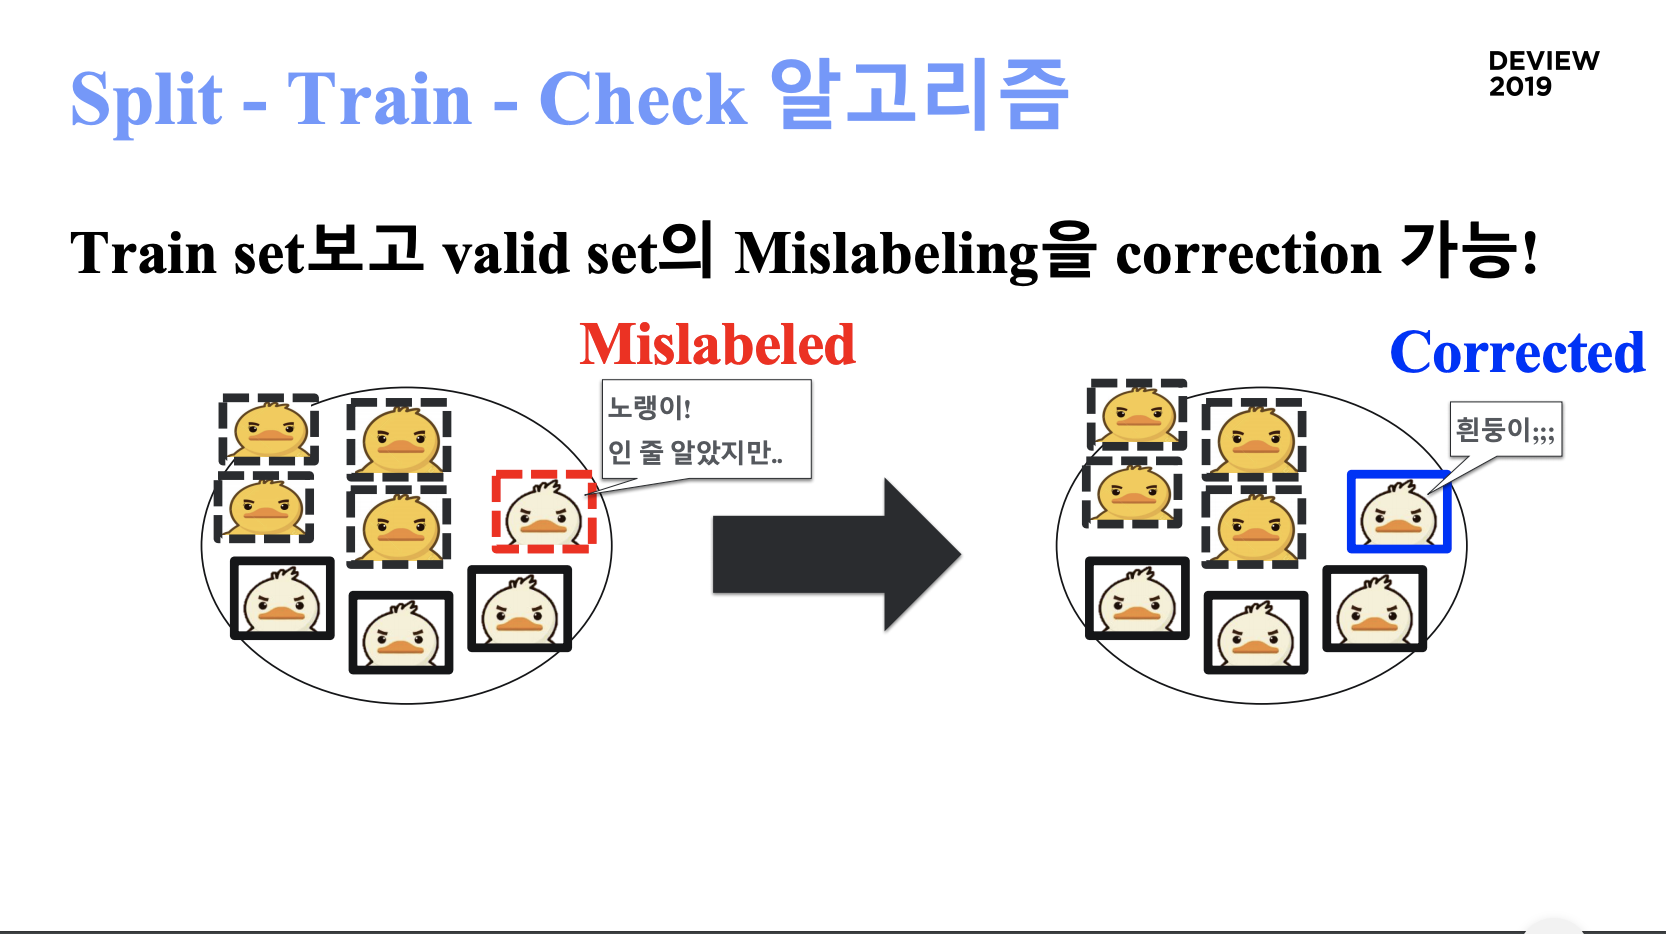 Split - Train - Check 알고리즘
DEVIEW
2019
Train set보고 valid set의 Mislabeling을 correction 가능!
Mislabeled
노랭이!
인 줄 알았지만..
Corrected
흰둥이;;;